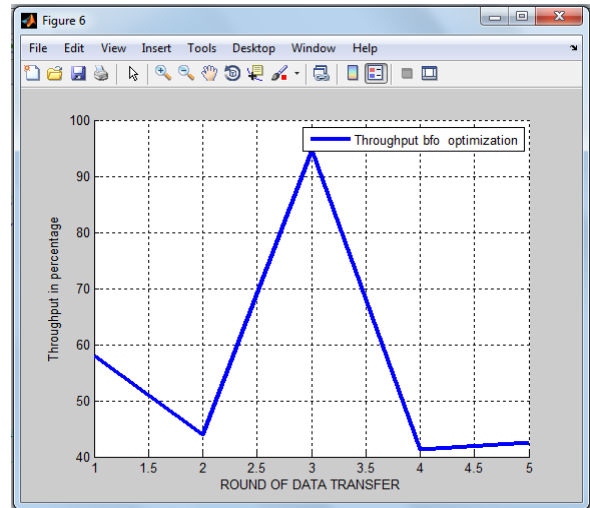 Figure 6
File Edit View Insert Tools Desktop Window Help
Throughput bfo optimization
100
90
80
70
60
50
40
Throughput in percentage
1 1.5 2 2.5 3 3.5 4 4.5 5
ROUND OF DATA TRANSFER